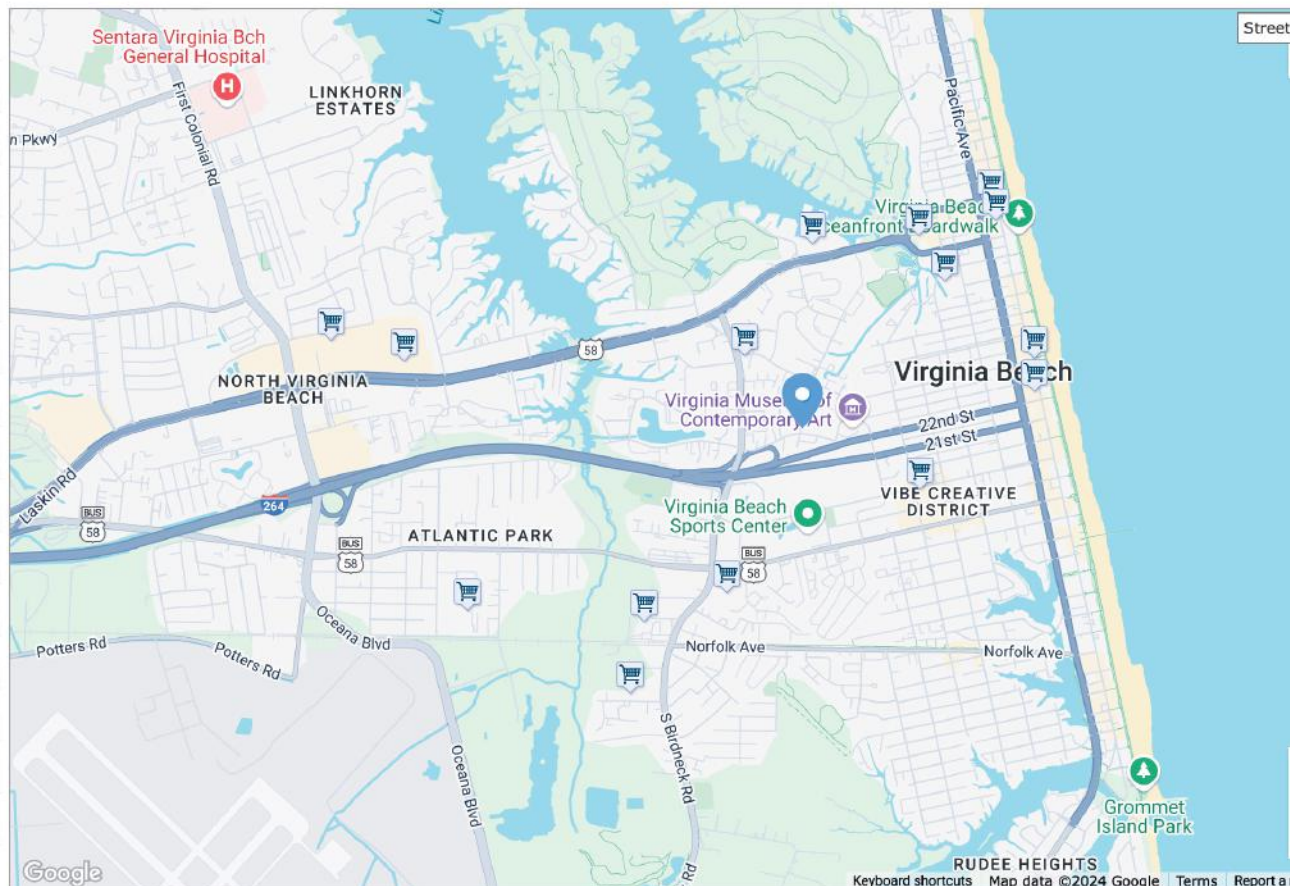 Sentara Virginia Bch
General Hospital
LINKHORN
ESTATES
Street
Pacific Ave
First Colonial Rd
n Pkwy
Virginia Beac
ceanfront Boardwalk
58
NORTH VIRGINIA
BEACH
Virginia Beach
Virginia Museum of
Contemporary Art
22nd St
21st St
Laskin Rd
264
BUS
58
VIBE CREATIVE
DISTRICT
Virginia Beach
Sports Center
ATLANTIC PARK
BUS
58
BUS
58
Oceana Blvd
Potters Rd
Potters Rd
Norfolk Ave
Norfolk Ave
S Birdneck Rd
Oceana Blvd
Grommet
Island Park
Rd
RUDEE HEIGHTS
Google
Keyboard shortcuts Map data ©2024 Google Terms Report a